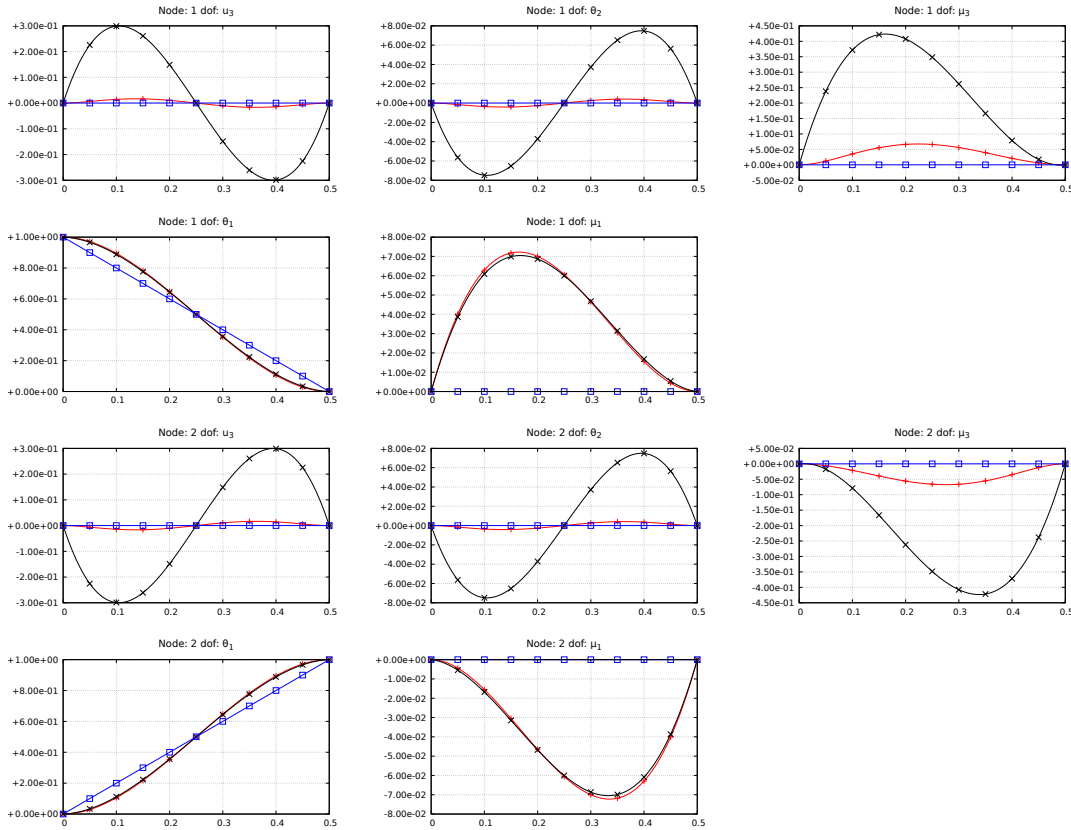 Node: 1 dof: u₃
+3.00e-01
+2.00e-01
+1.00e-01
+0.00e+00
-1.00e-01
-2.00e-01
-3.00e-01
0 0.1 0.2 0.3 0.4 0.5
Node: 1 dof: θ₂
+8.00e-02
+6.00e-02
+4.00e-02
+2.00e-02
+0.00e+00
-2.00e-02
-4.00e-02
-6.00e-02
-8.00e-02
0 0.1 0.2 0.3 0.4 0.5
Node: 1 dof: μ₃
+4.50e-01
+4.00e-01
+3.50e-01
+3.00e-01
+2.50e-01
+2.00e-01
+1.50e-01
+1.00e-01
+5.00e-02
+0.00e+00
-5.00e-02
0 0.1 0.2 0.3 0.4 0.5
Node: 1 dof: θ₁
+1.00e+00
+8.00e-01
+6.00e-01
+4.00e-01
+2.00e-01
+0.00e+00
0 0.1 0.2 0.3 0.4 0.5
Node: 1 dof: μ₁
+8.00e-02
+7.00e-02
+6.00e-02
+5.00e-02
+4.00e-02
+3.00e-02
+2.00e-02
+1.00e-02
+0.00e+00
0 0.1 0.2 0.3 0.4 0.5
Node: 2 dof: u₃
+3.00e-01
+2.00e-01
+1.00e-01
+0.00e+00
-1.00e-01
-2.00e-01
-3.00e-01
0 0.1 0.2 0.3 0.4 0.5
Node: 2 dof: θ₂
+8.00e-02
+6.00e-02
+4.00e-02
+2.00e-02
+0.00e+00
-2.00e-02
-4.00e-02
-6.00e-02
-8.00e-02
0 0.1 0.2 0.3 0.4 0.5
Node: 2 dof: μ₃
+5.00e-02
+0.00e+00
-5.00e-02
-1.00e-01
-1.50e-01
-2.00e-01
-2.50e-01
-3.00e-01
-3.50e-01
-4.00e-01
-4.50e-01
0 0.1 0.2 0.3 0.4 0.5
Node: 2 dof: θ₁
+1.00e+00
+8.00e-01
+6.00e-01
+4.00e-01
+2.00e-01
+0.00e+00
0 0.1 0.2 0.3 0.4 0.5
Node: 2 dof: μ₁
+0.00e+00
-1.00e-02
-2.00e-02
-3.00e-02
-4.00e-02
-5.00e-02
-6.00e-02
-7.00e-02
-8.00e-02
0 0.1 0.2 0.3 0.4 0.5